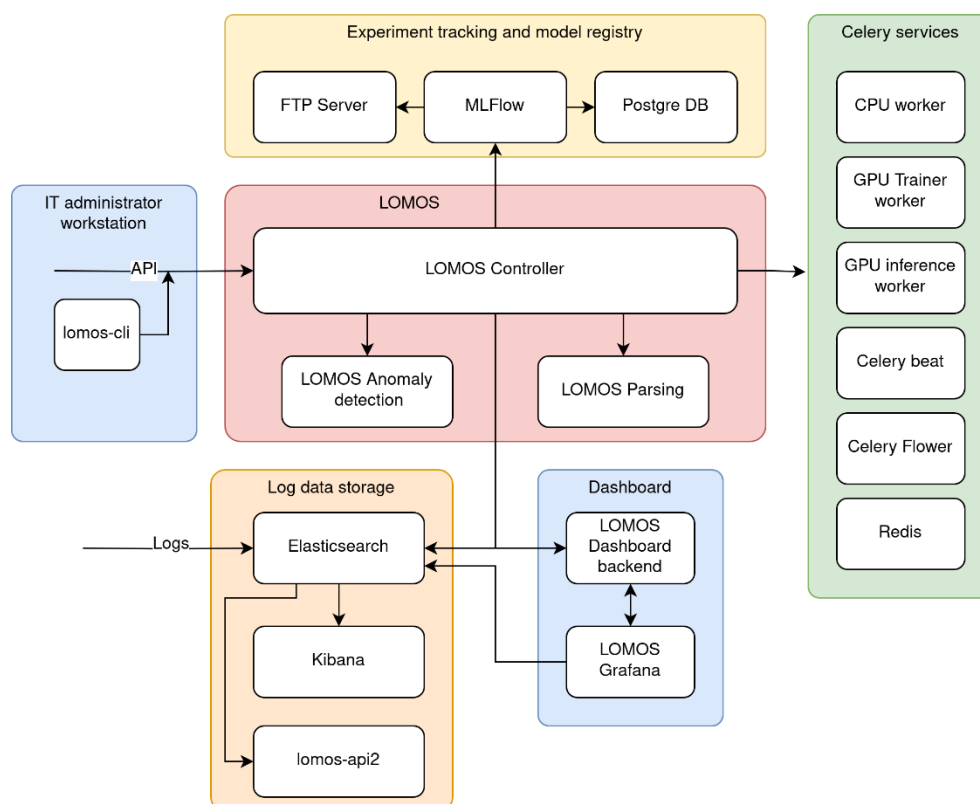 Experiment tracking and model registry
FTP Server
MLFlow
Postgre DB
Celery services
CPU worker
GPU Trainer
worker
GPU inference
worker
Celery beat
Celery Flower
Redis
IT administrator
workstation
API
lomos-cli
LOMOS
LOMOS Controller
LOMOS Anomaly
detection
LOMOS Parsing
Log data storage
Logs
Elasticsearch
Kibana
lomos-api2
Dashboard
LOMOS
Dashboard
backend
LOMOS
Grafana